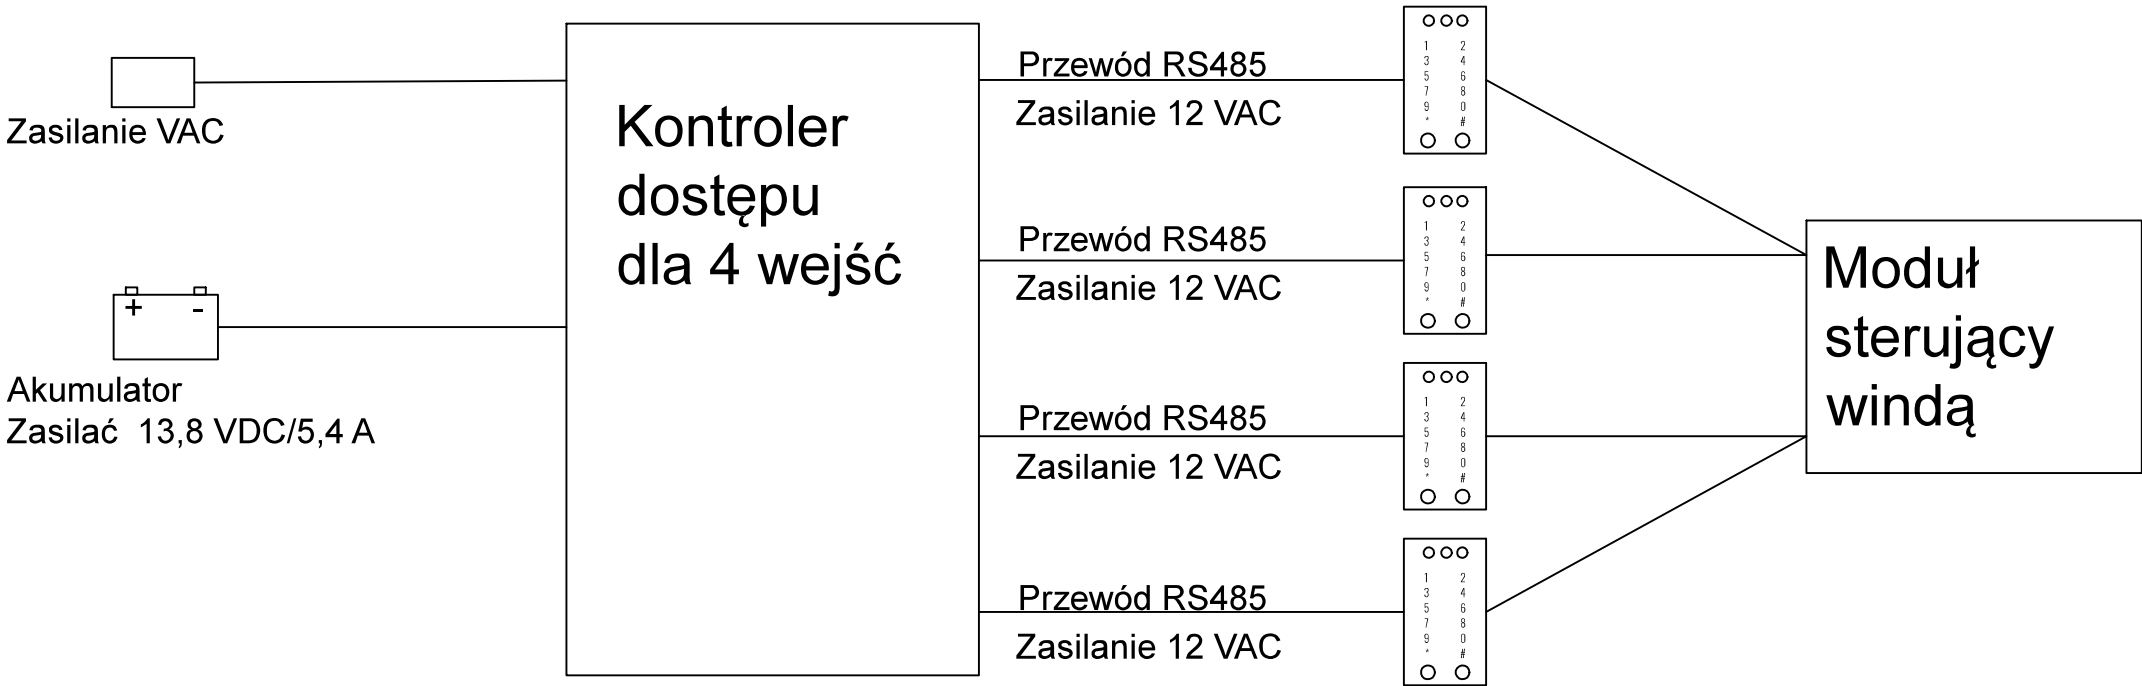 Zasilanie VAC
+ -
Akumulator
Zasilać 13,8 VDC/5,4 A
Kontroler
dostępu
dla 4 wejść
Przewód RS485
Zasilanie 12 VAC
Przewód RS485
Zasilanie 12 VAC
Przewód RS485
Zasilanie 12 VAC
Przewód RS485
Zasilanie 12 VAC
1 2
3 4
5 6
7 8
9 0
* #
1 2
3 4
5 6
7 8
9 0
* #
1 2
3 4
5 6
7 8
9 0
* #
1 2
3 4
5 6
7 8
9 0
* #
Moduł
sterujący
windą